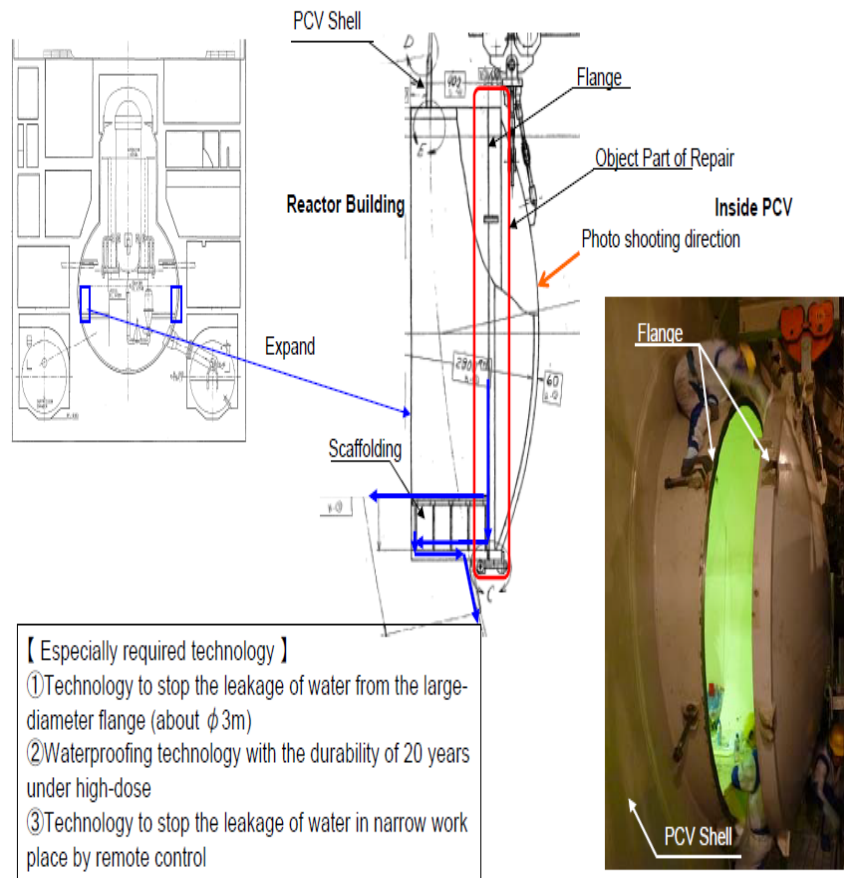 PCV Shell
Flange
Object Part of Repair
Reactor Building
Inside PCV
Photo shooting direction
Expand
Scaffolding
D
E
C
60
Flange
PCV Shell
【 Especially required technology 】
①Technology to stop the leakage of water from the large-
diameter flange (about ϕ3m)
②Waterproofing technology with the durability of 20 years
under high-dose
③Technology to stop the leakage of water in narrow work
place by remote control